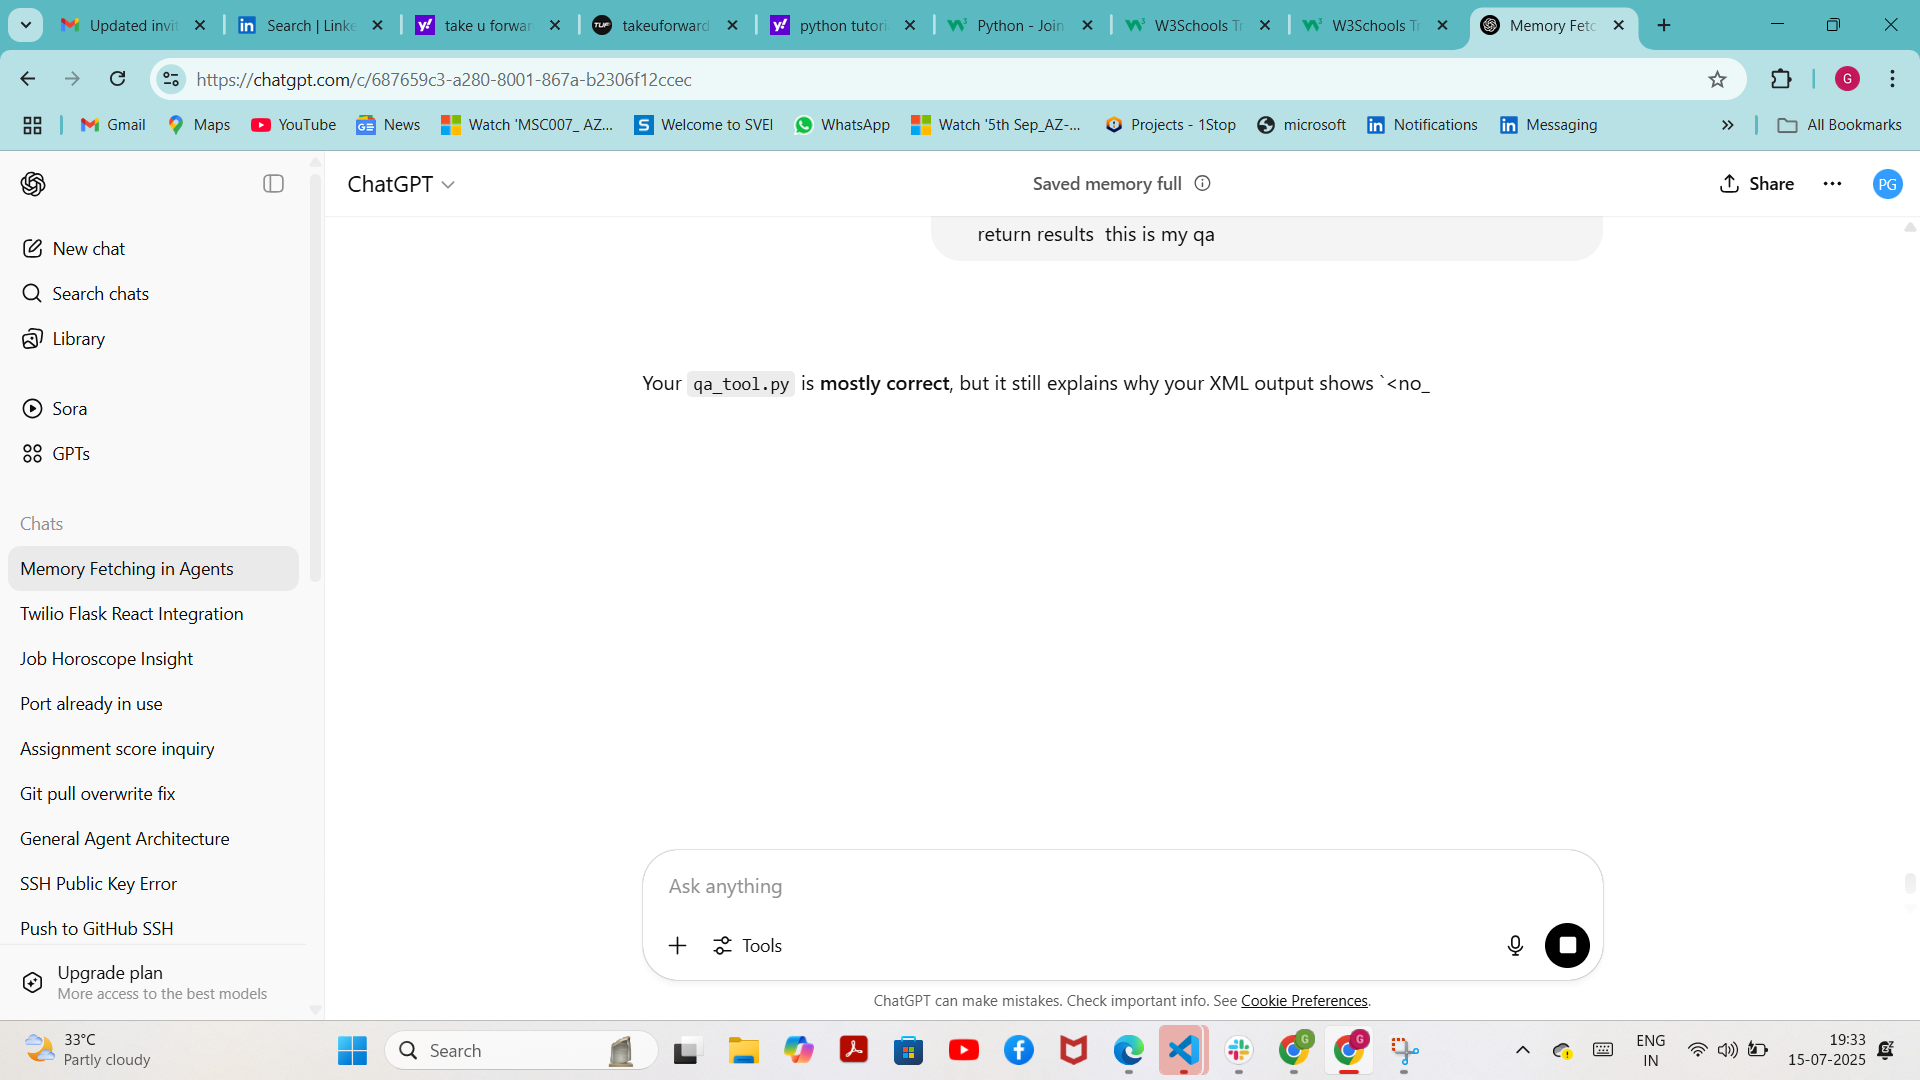 Updated invit
Search | Linke
take u forwar
takeuforward
python tutori
Python - Join
W3Schools Tr
W3Schools Tr
Memory Fetc
https://chatgpt.com/c/687659c3-a280-8001-867a-b2306f12ccec
G
Gmail
Maps
YouTube
News
Watch 'MSC007_ AZ...
Welcome to SVEI
WhatsApp
Watch '5th Sep_AZ-...
Projects - 1Stop
microsoft
Notifications
Messaging
All Bookmarks
ChatGPT
Saved memory full
Share
PG
New chat
Search chats
Library
Sora
GPTs
Chats
Memory Fetching in Agents
Twilio Flask React Integration
Job Horoscope Insight
Port already in use
Assignment score inquiry
Git pull overwrite fix
General Agent Architecture
SSH Public Key Error
Push to GitHub SSH
Upgrade plan
More access to the best models
return results  this is my qa
Your qa_tool.py is mostly correct, but it still explains why your XML output shows `<no_
Ask anything
Tools
ChatGPT can make mistakes. Check important info. See Cookie Preferences.
33°C
Partly cloudy
Search
ENG
IN
19:33
15-07-2025